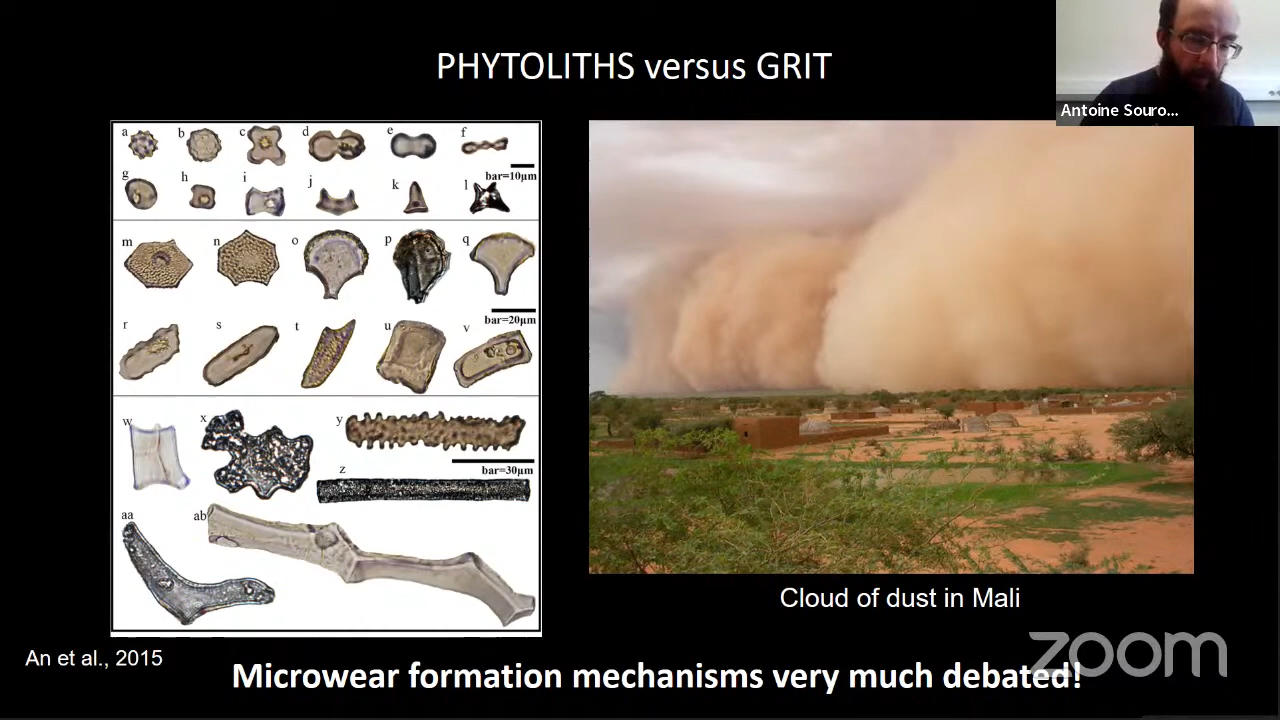 PHYTOLITHS versus GRIT
Antoine Souro...
a b c d e f
bar=10µm
g h i j k l
m n o p q
bar=20µm
r s t u v
w x y
bar=30µm
z
aa ab
Cloud of dust in Mali
An et al., 2015
zoom
Microwear formation mechanisms very much debated!